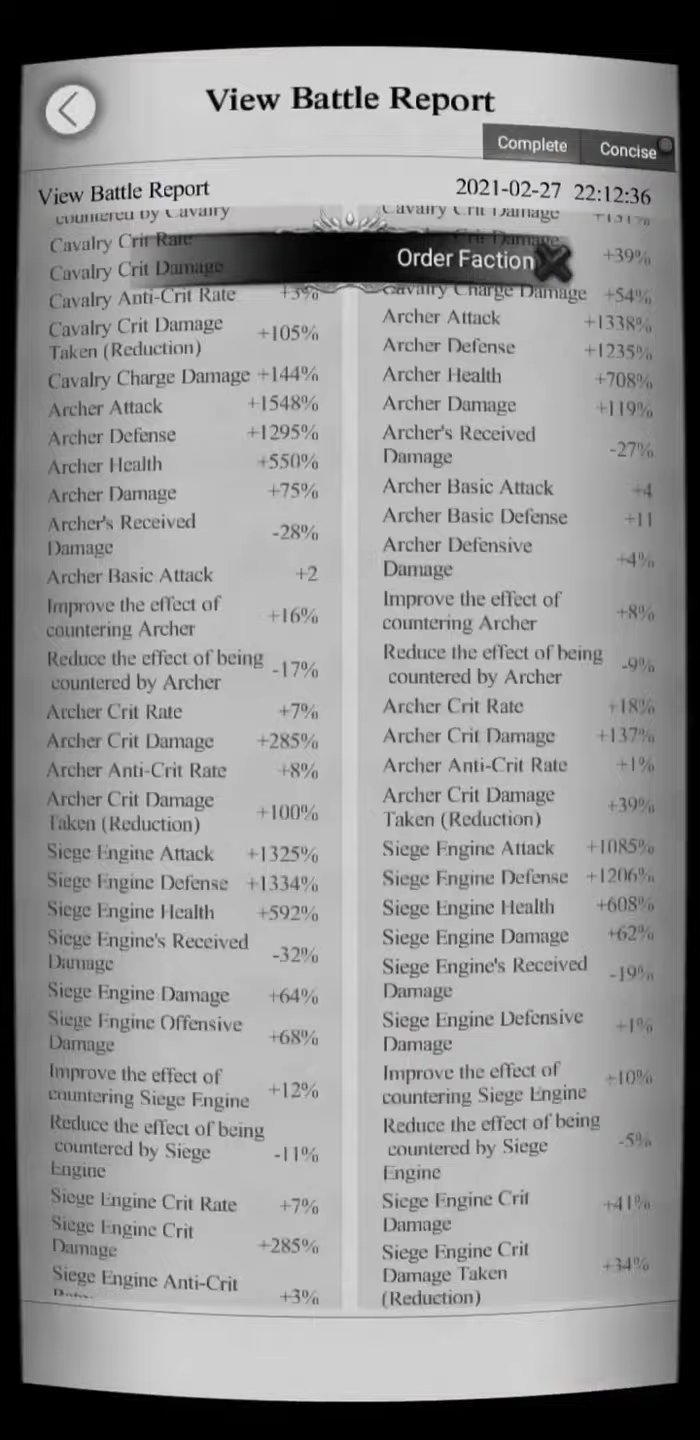 View Battle Report
Complete
Concise
View Battle Report
2021-02-27 22:12:36
countered by Cavalry
Cavalry Crit Rate
Cavalry Crit Damage
Cavalry Anti-Crit Rate +3%
Cavalry Crit Damage
Taken (Reduction) +105%
Cavalry Charge Damage +144%
Archer Attack +1548%
Archer Defense +1295%
Archer Health +550%
Archer Damage +75%
Archer's Received
Damage -28%
Archer Basic Attack +2
Improve the effect of
countering Archer +16%
Reduce the effect of being
countered by Archer -17%
Archer Crit Rate +7%
Archer Crit Damage +285%
Archer Anti-Crit Rate +8%
Archer Crit Damage
Taken (Reduction) +100%
Siege Engine Attack +1325%
Siege Engine Defense +1334%
Siege Engine Health +592%
Siege Engine's Received
Damage -32%
Siege Engine Damage +64%
Siege Engine Offensive
Damage +68%
Improve the effect of
countering Siege Engine +12%
Reduce the effect of being
countered by Siege
Engine -11%
Siege Engine Crit Rate +7%
Siege Engine Crit
Damage +285%
Siege Engine Anti-Crit
+3%
Cavalry Crit Damage +131%
Crit Damage
Order Faction
+39%
Cavalry Charge Damage +54%
Archer Attack +1338%
Archer Defense +1235%
Archer Health +708%
Archer Damage +119%
Archer's Received
Damage -27%
Archer Basic Attack +4
Archer Basic Defense +11
Archer Defensive
Damage +4%
Improve the effect of
countering Archer +8%
Reduce the effect of being
countered by Archer -9%
Archer Crit Rate +18%
Archer Crit Damage +137%
Archer Anti-Crit Rate +1%
Archer Crit Damage
Taken (Reduction) +39%
Siege Engine Attack +1085%
Siege Engine Defense +1206%
Siege Engine Health +608%
Siege Engine Damage +62%
Siege Engine's Received
Damage -19%
Siege Engine Defensive
Damage +1%
Improve the effect of
countering Siege Engine +10%
Reduce the effect of being
countered by Siege
Engine -5%
Siege Engine Crit
Damage +41%
Siege Engine Crit
Damage Taken
(Reduction) +34%